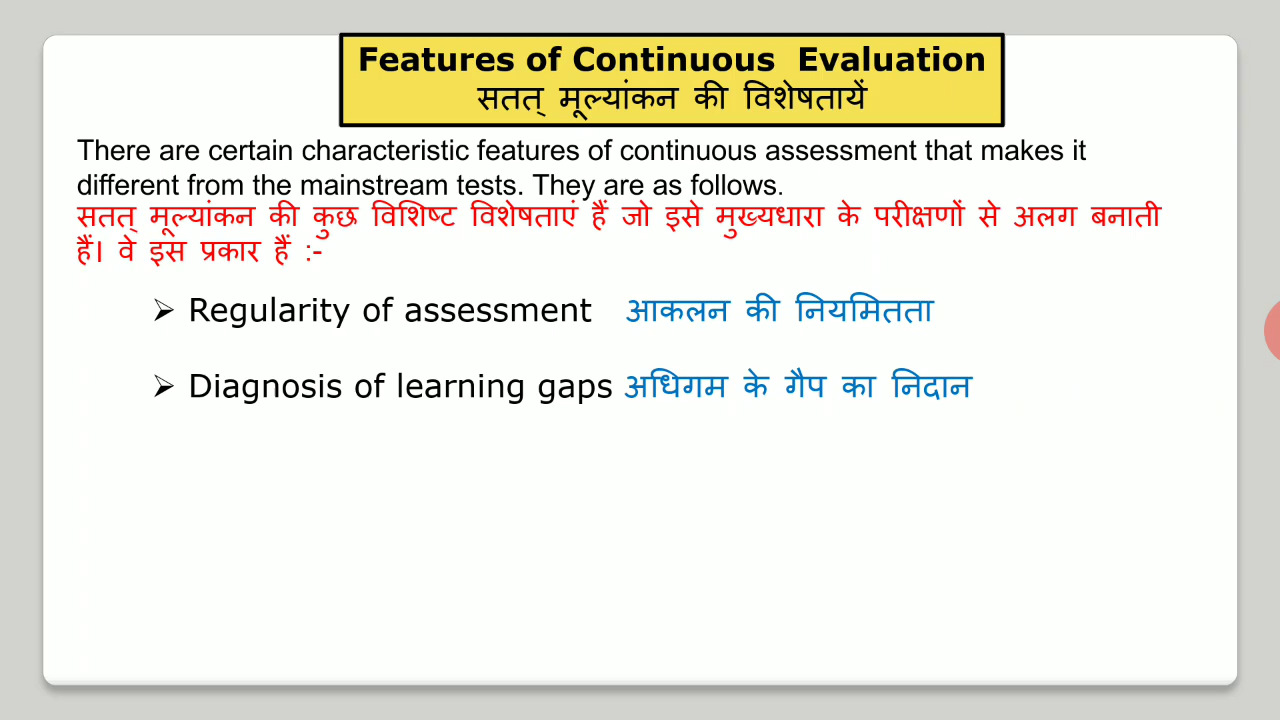 Features of Continuous  Evaluation
सतत् मूल्यांकन की विशेषतायें
There are certain characteristic features of continuous assessment that makes it
different from the mainstream tests. They are as follows.
सतत् मूल्यांकन की कुछ विशिष्ट विशेषताएं हैं जो इसे मुख्यधारा के परीक्षणों से अलग बनाती
हैं। वे इस प्रकार हैं :-
➢ Regularity of assessment आकलन की नियमितता
➢ Diagnosis of learning gaps अधिगम के गैप का निदान